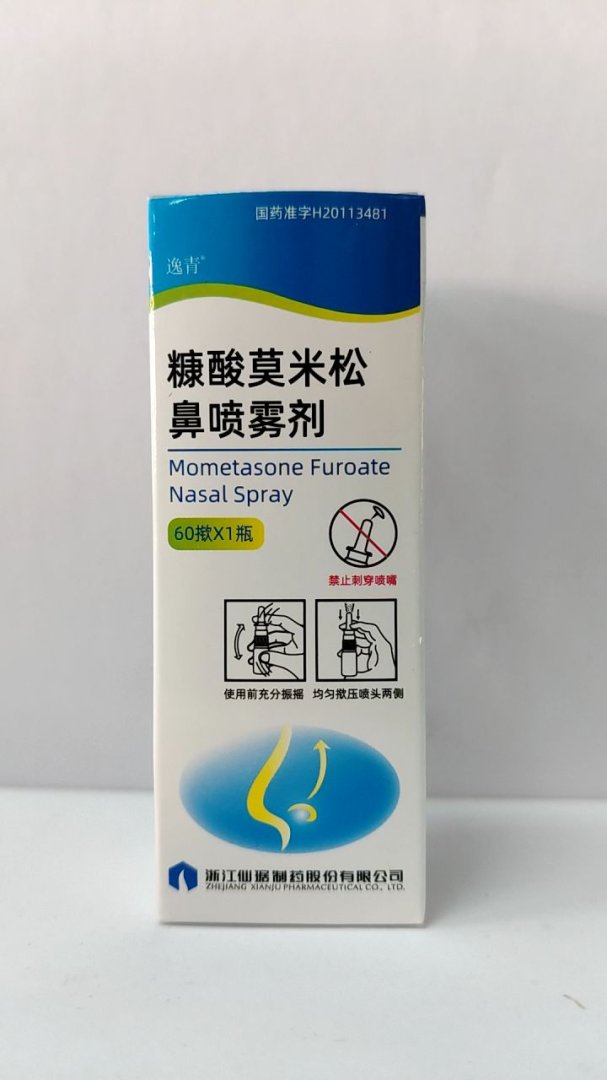 国药准字H20113481
逸青®
糠酸莫米松
鼻喷雾剂
Mometasone Furoate
Nasal Spray
60揿X1瓶
禁止刺穿喷嘴
使用前充分振摇 均匀揿压喷头两侧
浙江仙琚制药股份有限公司
ZHEJIANG XIANJU PHARMACEUTICAL CO., LTD.